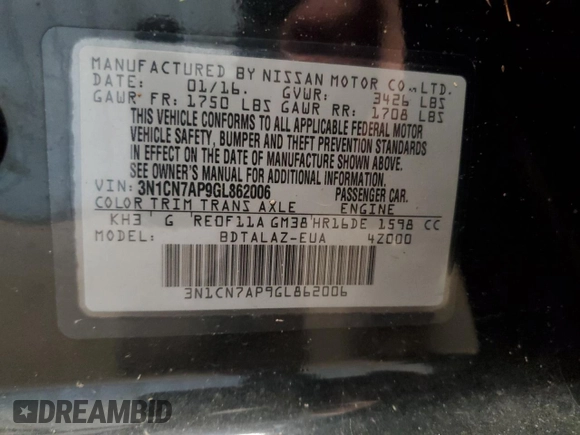 MANUFACTURED BY NISSAN MOTOR CO., LTD.
DATE: 01/16. GVWR: 3426 LBS
GAWR FR: 1750 LBS GAWR RR: 1708 LBS
THIS VEHICLE CONFORMS TO ALL APPLICABLE FEDERAL MOTOR
VEHICLE SAFETY, BUMPER AND THEFT PREVENTION STANDARDS
IN EFFECT ON THE DATE OF MANUFACTURE SHOWN ABOVE.
SEE OWNER'S MANUAL FOR ADDITIONAL INFORMATION.
VIN: 3N1CN7AP9GL862006 PASSENGER CAR.
COLOR TRIM TRANS AXLE ENGINE
KH3 G RE0F11A GM38 HR16DE 1598 CC
MODEL: BDTALAZ-EUA 4Z000
3N1CN7AP9GL862006
DREAMBID